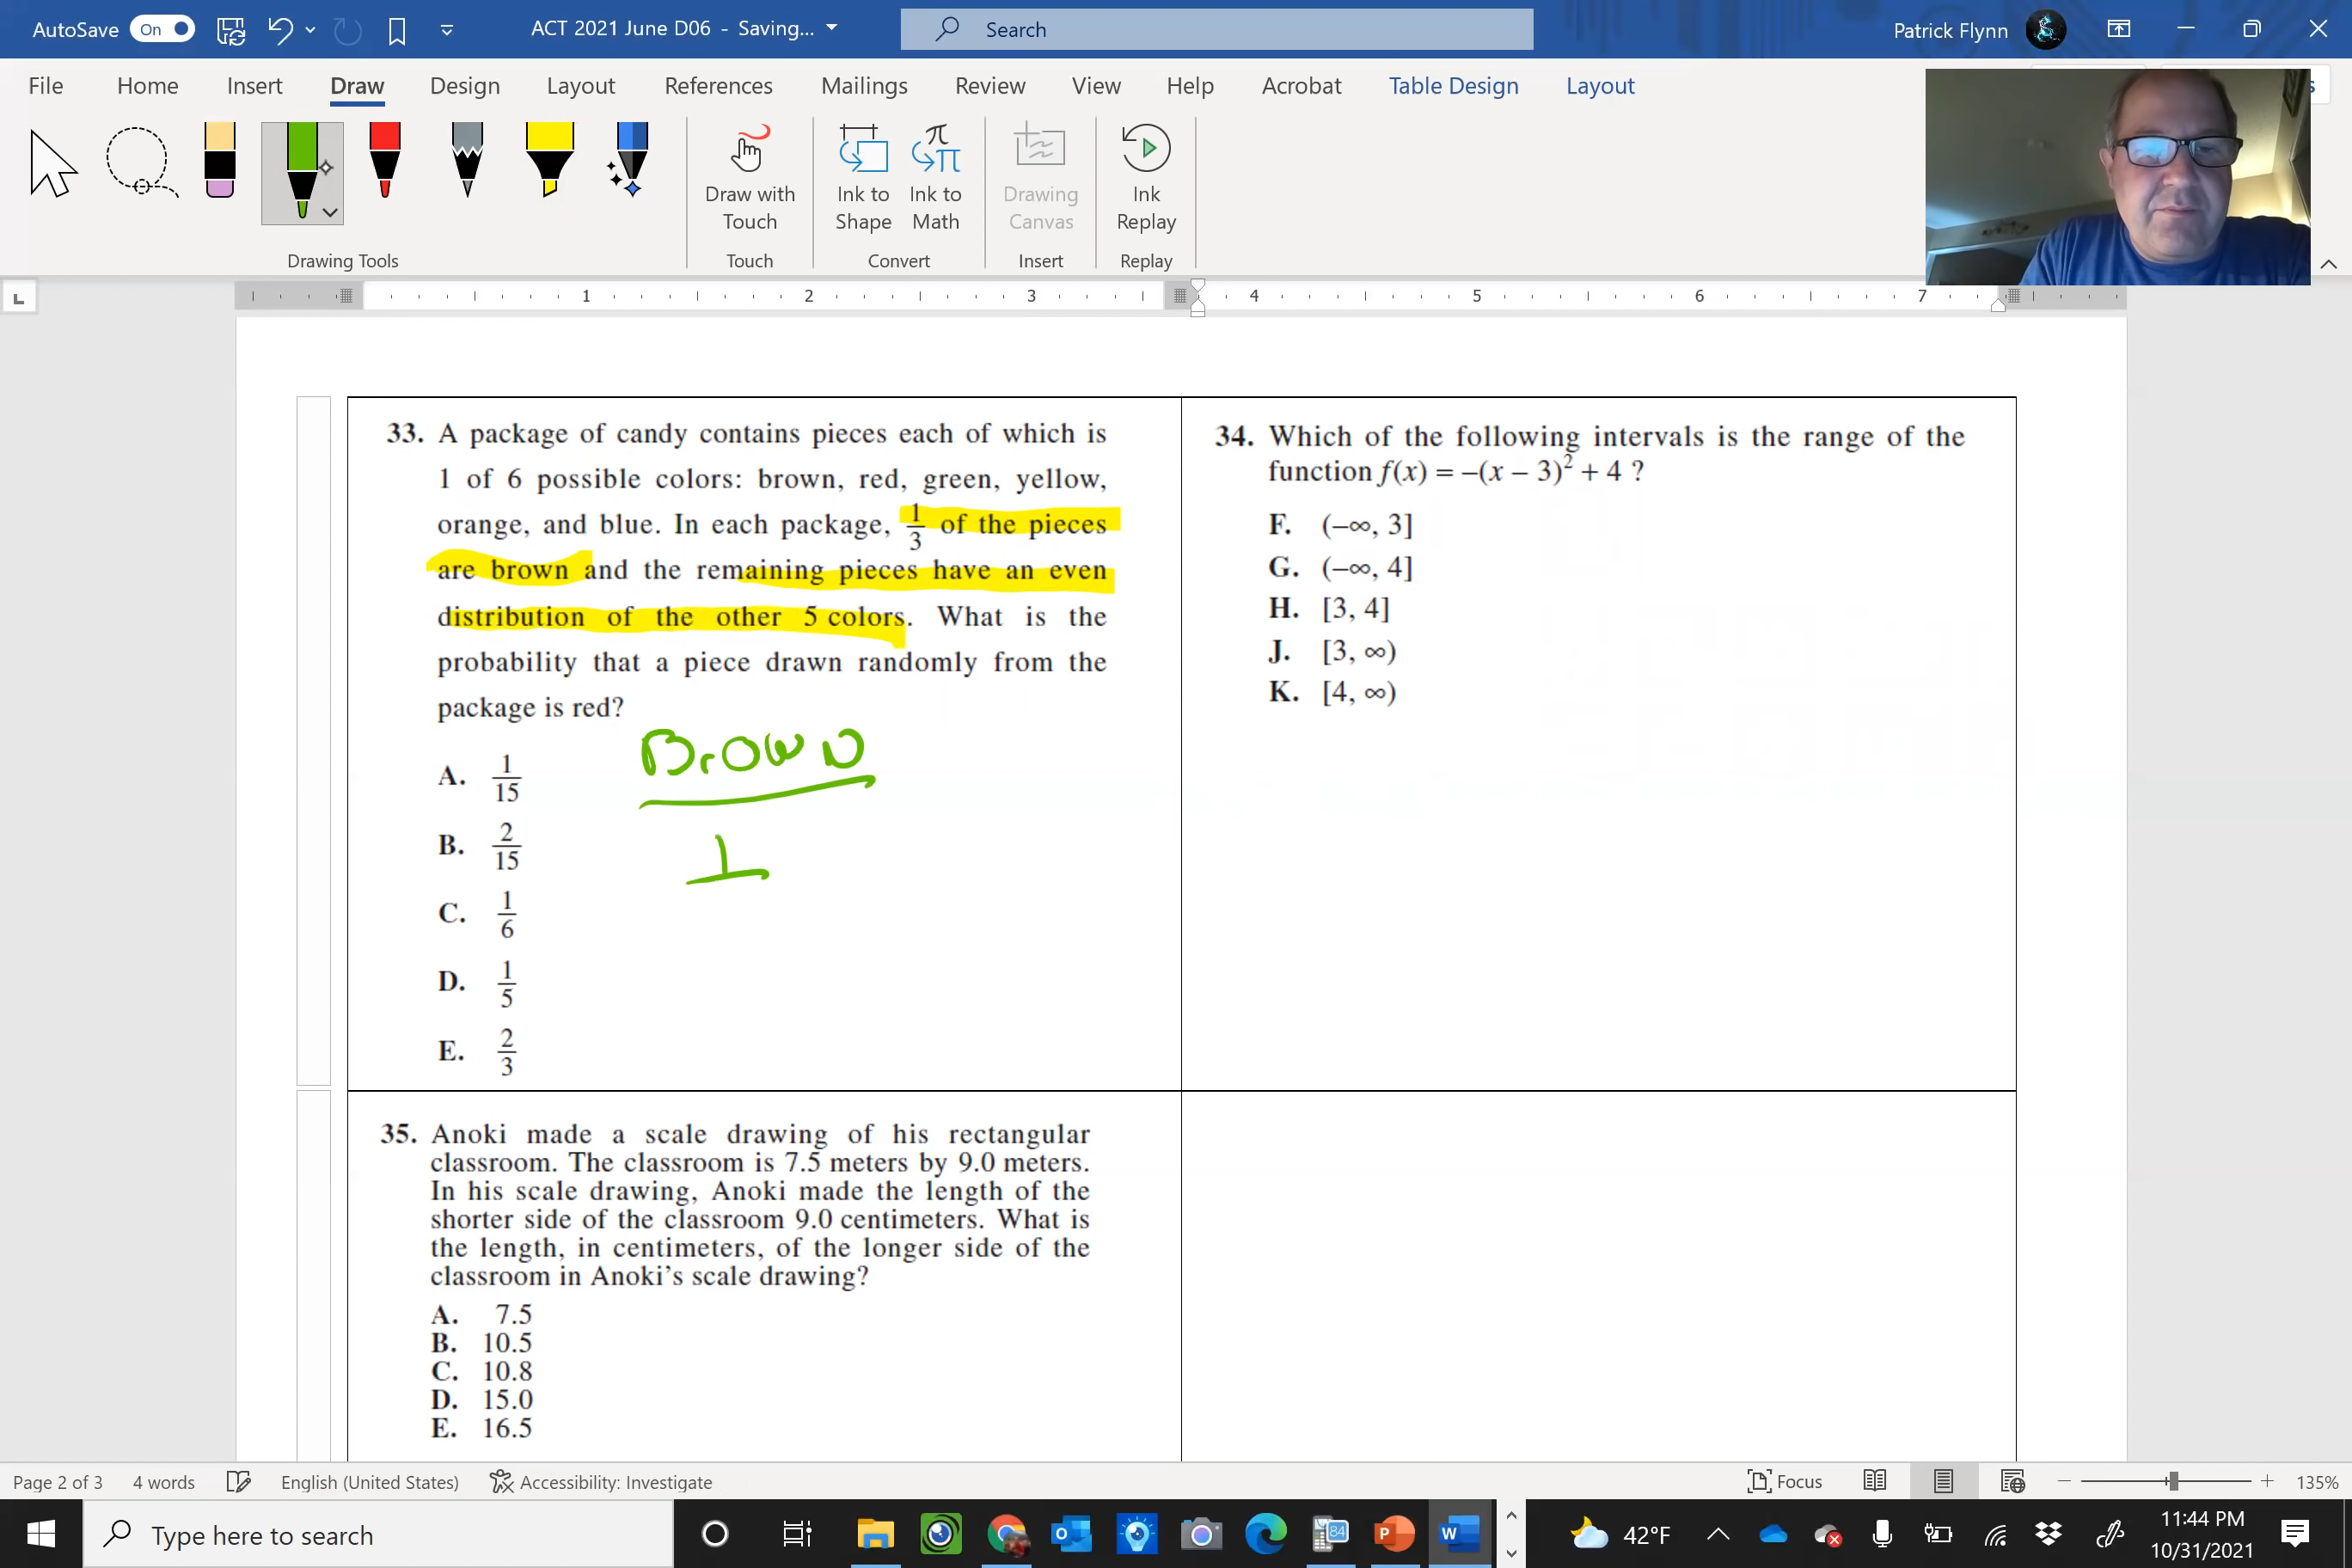 AutoSave On ACT 2021 June D06 - Saving... Search Patrick Flynn
File Home Insert Draw Design Layout References Mailings Review View Help Acrobat Table Design Layout
Draw with Touch
Ink to Shape
Ink to Math
Drawing Canvas
Ink Replay
Drawing Tools Touch Convert Insert Replay
1 2 3 4 5 6 7
33. A package of candy contains pieces each of which is
1 of 6 possible colors: brown, red, green, yellow,
orange, and blue. In each package, 1/3 of the pieces
are brown and the remaining pieces have an even
distribution of the other 5 colors. What is the
probability that a piece drawn randomly from the
package is red?
A. 1/15
B. 2/15
C. 1/6
D. 1/5
E. 2/3
Brown
1
34. Which of the following intervals is the range of the
function f(x) = –(x – 3)² + 4 ?
F. (–∞, 3]
G. (–∞, 4]
H. [3, 4]
J. [3, ∞)
K. [4, ∞)
35. Anoki made a scale drawing of his rectangular
classroom. The classroom is 7.5 meters by 9.0 meters.
In his scale drawing, Anoki made the length of the
shorter side of the classroom 9.0 centimeters. What is
the length, in centimeters, of the longer side of the
classroom in Anoki’s scale drawing?
A. 7.5
B. 10.5
C. 10.8
D. 15.0
E. 16.5
Page 2 of 3 4 words English (United States) Accessibility: Investigate Focus 135%
Type here to search 84 42°F 11:44 PM
10/31/2021